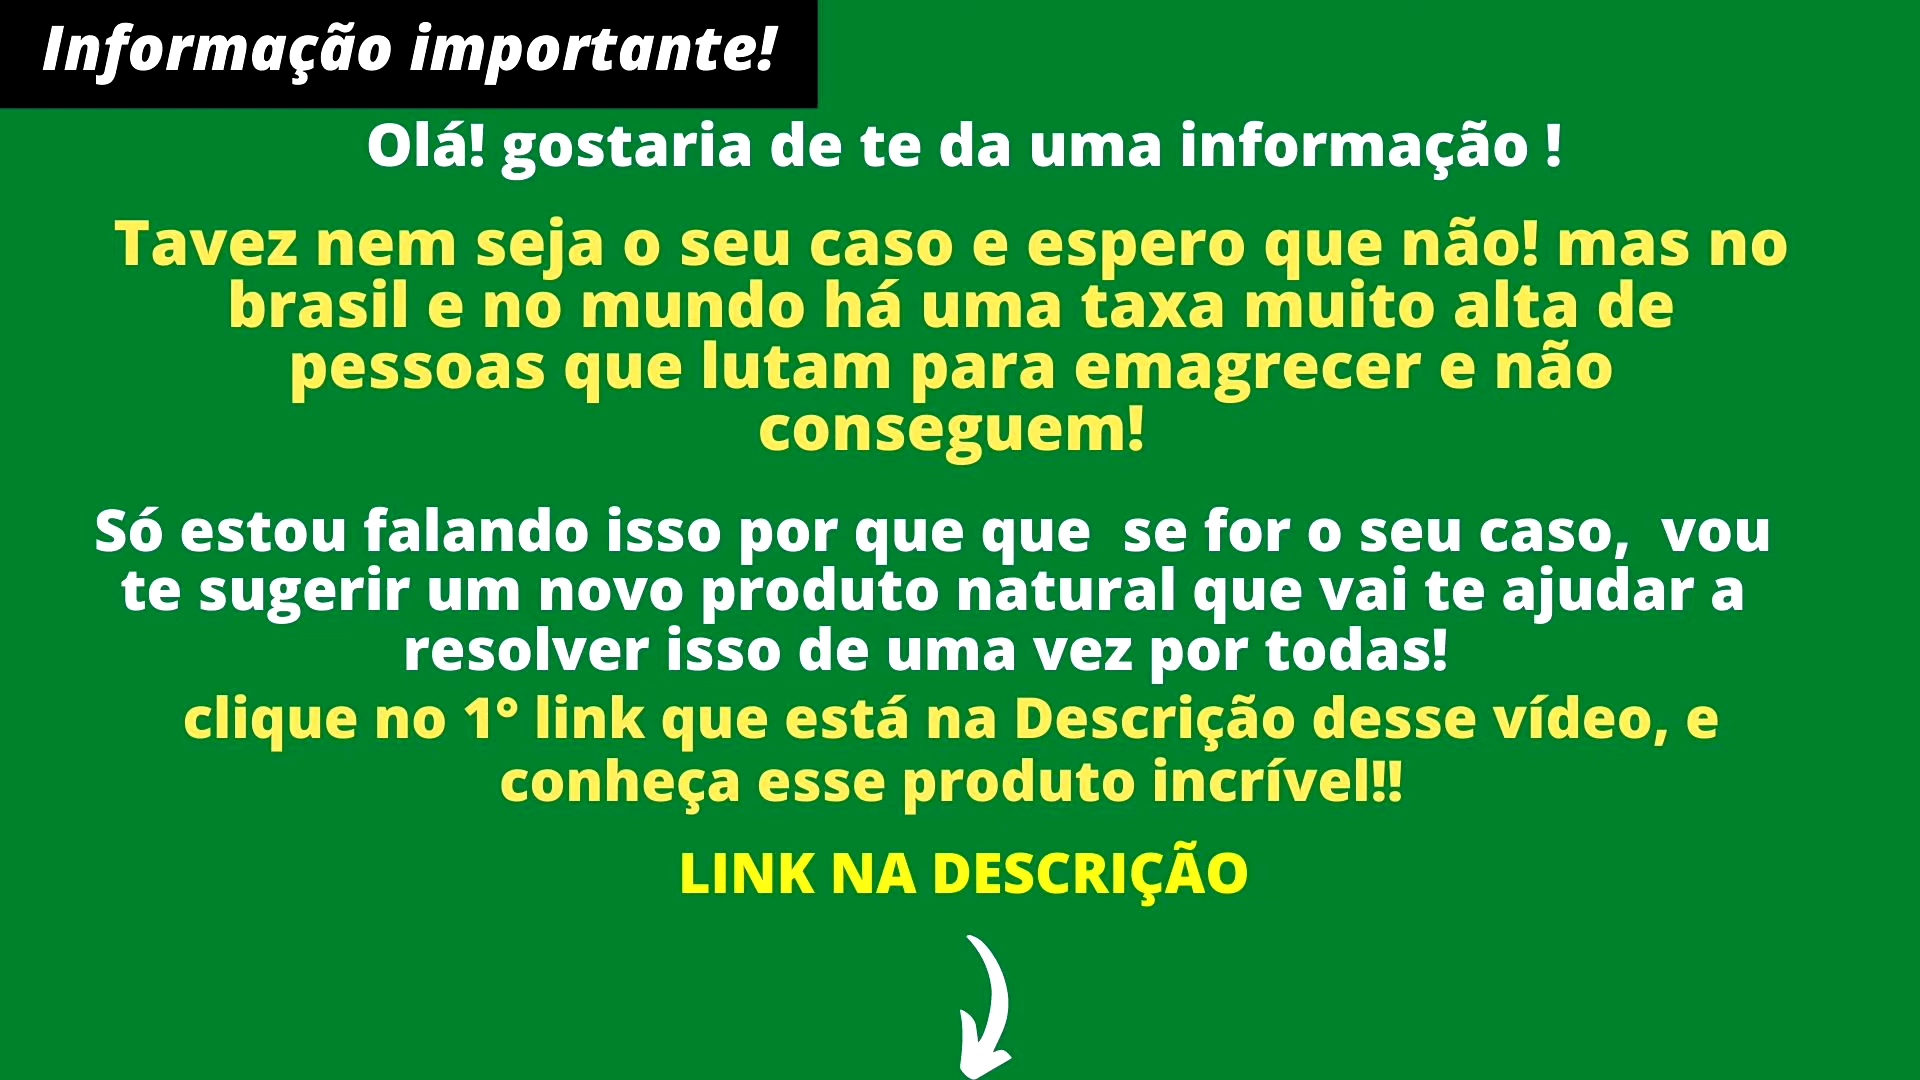 Informação importante!
Olá! gostaria de te da uma informação !
Tavez nem seja o seu caso e espero que não! mas no
brasil e no mundo há uma taxa muito alta de
pessoas que lutam para emagrecer e não
conseguem!
Só estou falando isso por que que  se for o seu caso,  vou
te sugerir um novo produto natural que vai te ajudar a
resolver isso de uma vez por todas!
clique no 1° link que está na Descrição desse vídeo, e
conheça esse produto incrível!!
LINK NA DESCRIÇÃO